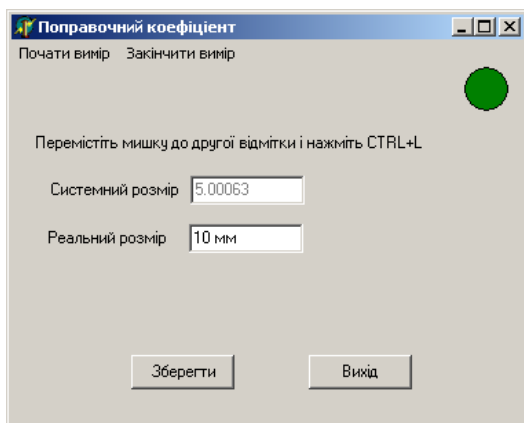 Поправочний коефіціент
Почати вимір Закінчити вимір
Перемістіть мишку до другої відмітки і нажміть CTRL+L
Системний розмір 5.00063
Реальний розмір 10 мм
Зберегти Вихід